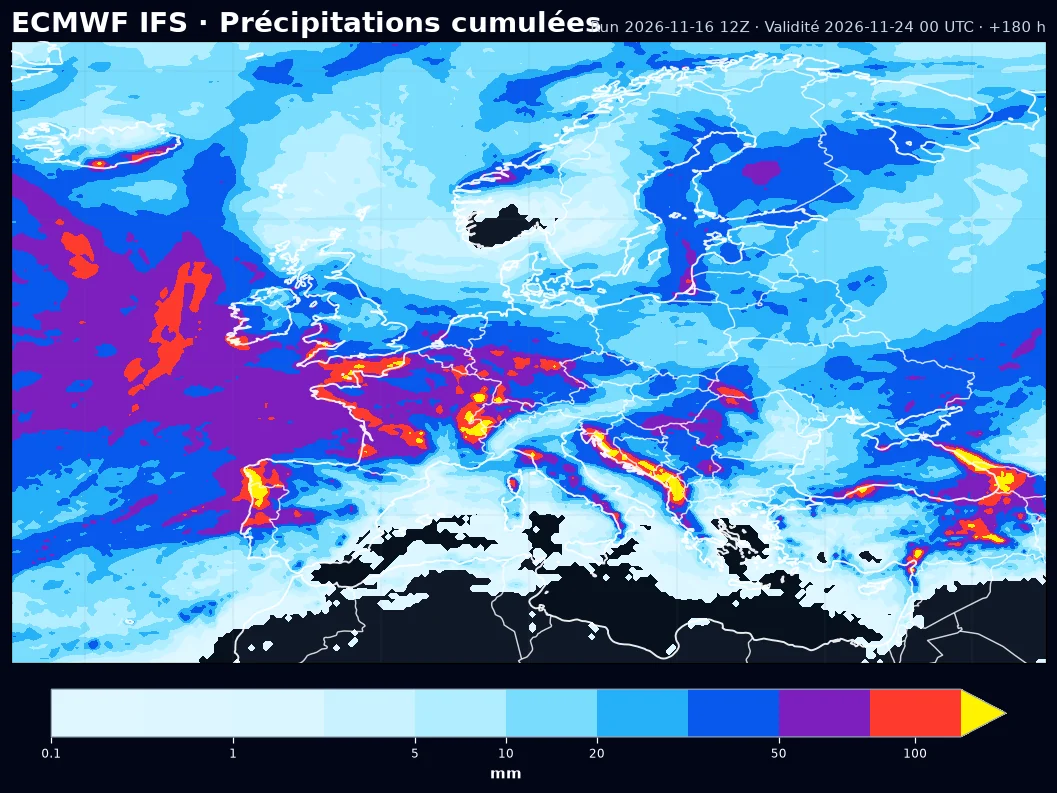 ECMWF IFS · Précipitations cumulées
Run 2026-11-16 12Z · Validité 2026-11-24 00 UTC · +180 h
0.1 1 5 10 20 50 100
mm